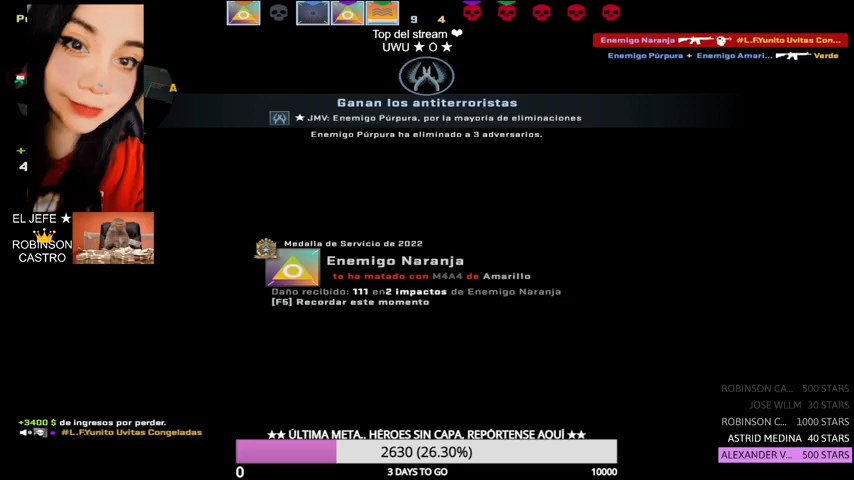 9 4
Top del stream ❤
UWU ★ O ★
Enemigo Naranja #L.F.Yunito Uvitas Con...
Enemigo Púrpura + Enemigo Amari... Verde
A
Ganan los antiterroristas
★ JMV: Enemigo Púrpura, por la mayoría de eliminaciones
Enemigo Púrpura ha eliminado a 3 adversarios.
EL JEFE ★
ROBINSON
CASTRO
Medalla de Servicio de 2022
Enemigo Naranja
te ha matado con M4A4 de Amarillo
Daño recibido: 111 en 2 impactos de Enemigo Naranja
[F5] Recordar este momento
ROBINSON CA... 500 STARS
JOSE WLLM 30 STARS
ROBINSON C... 1000 STARS
ASTRID MEDINA 40 STARS
ALEXANDER V... 500 STARS
+3400 $ de ingresos por perder.
#L.F.Yunito Uvitas Congeladas
★★ ÚLTIMA META.. HÉROES SIN CAPA, REPÓRTENSE AQUÍ ★★
2630 (26.30%)
0 3 DAYS TO GO 10000